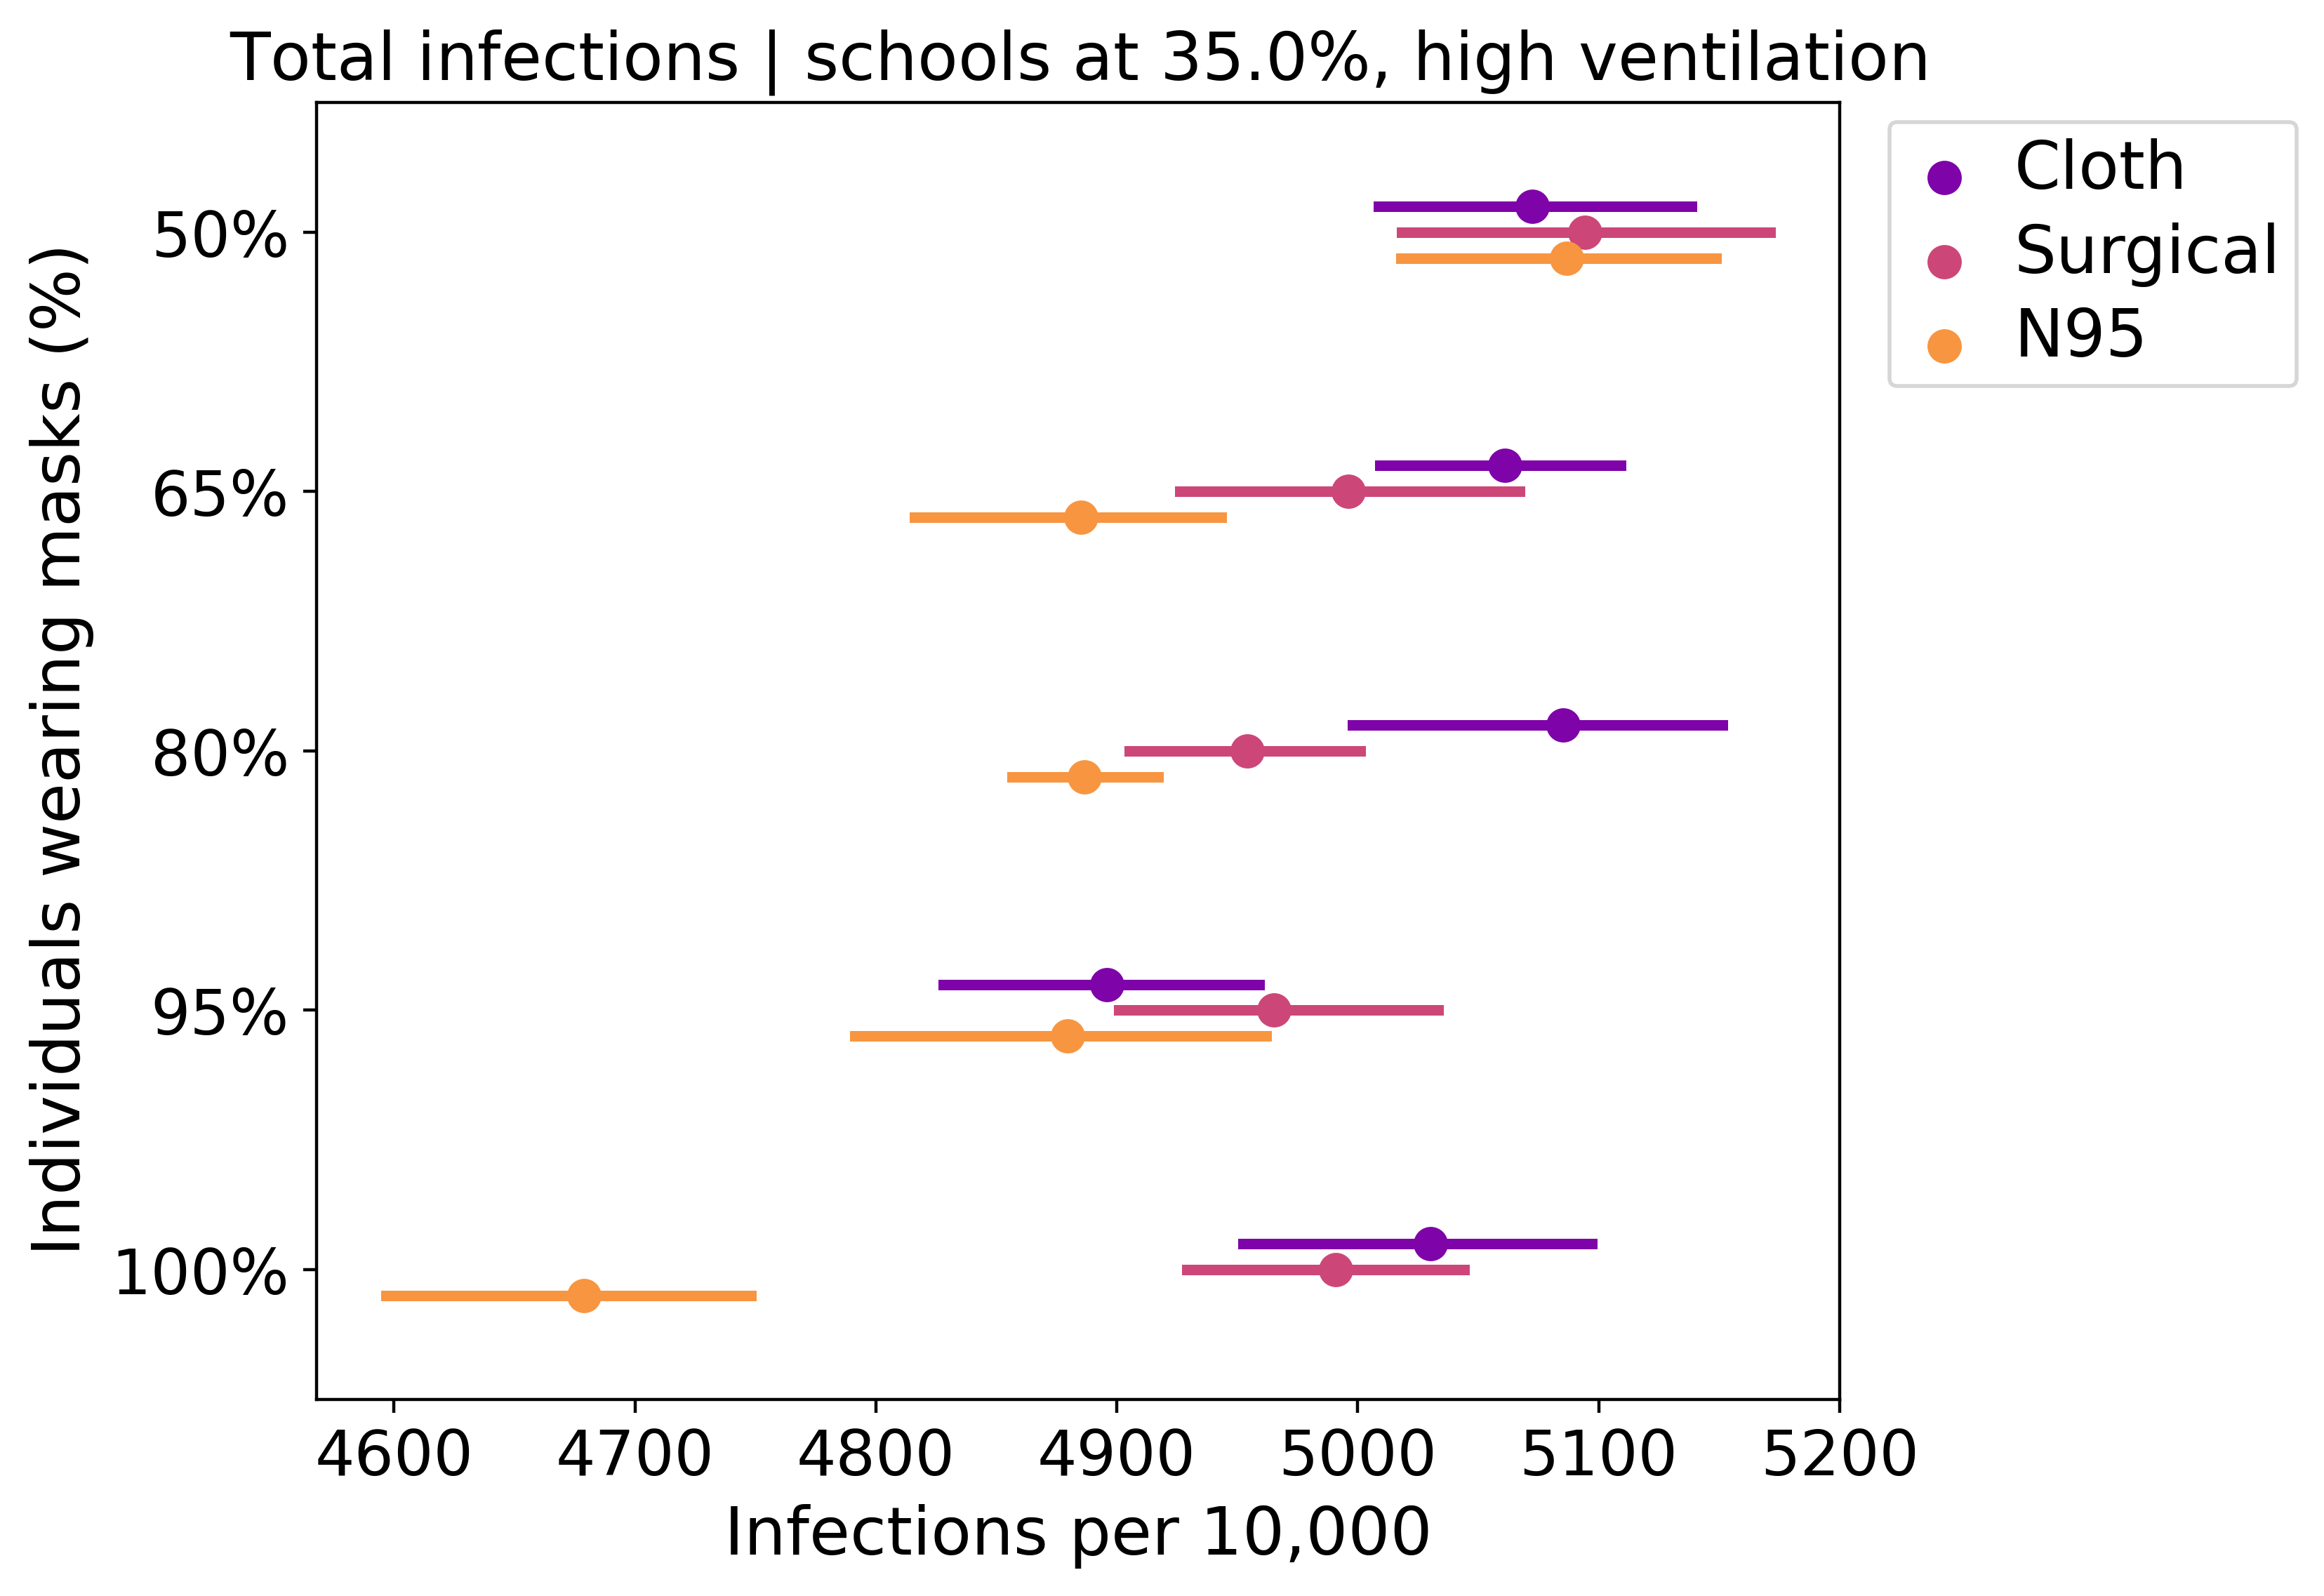 Total infections | schools at 35.0%, high ventilation
Cloth
Surgical
N95
Individuals wearing masks (%)
50%
65%
80%
95%
100%
4600 4700 4800 4900 5000 5100 5200
Infections per 10,000